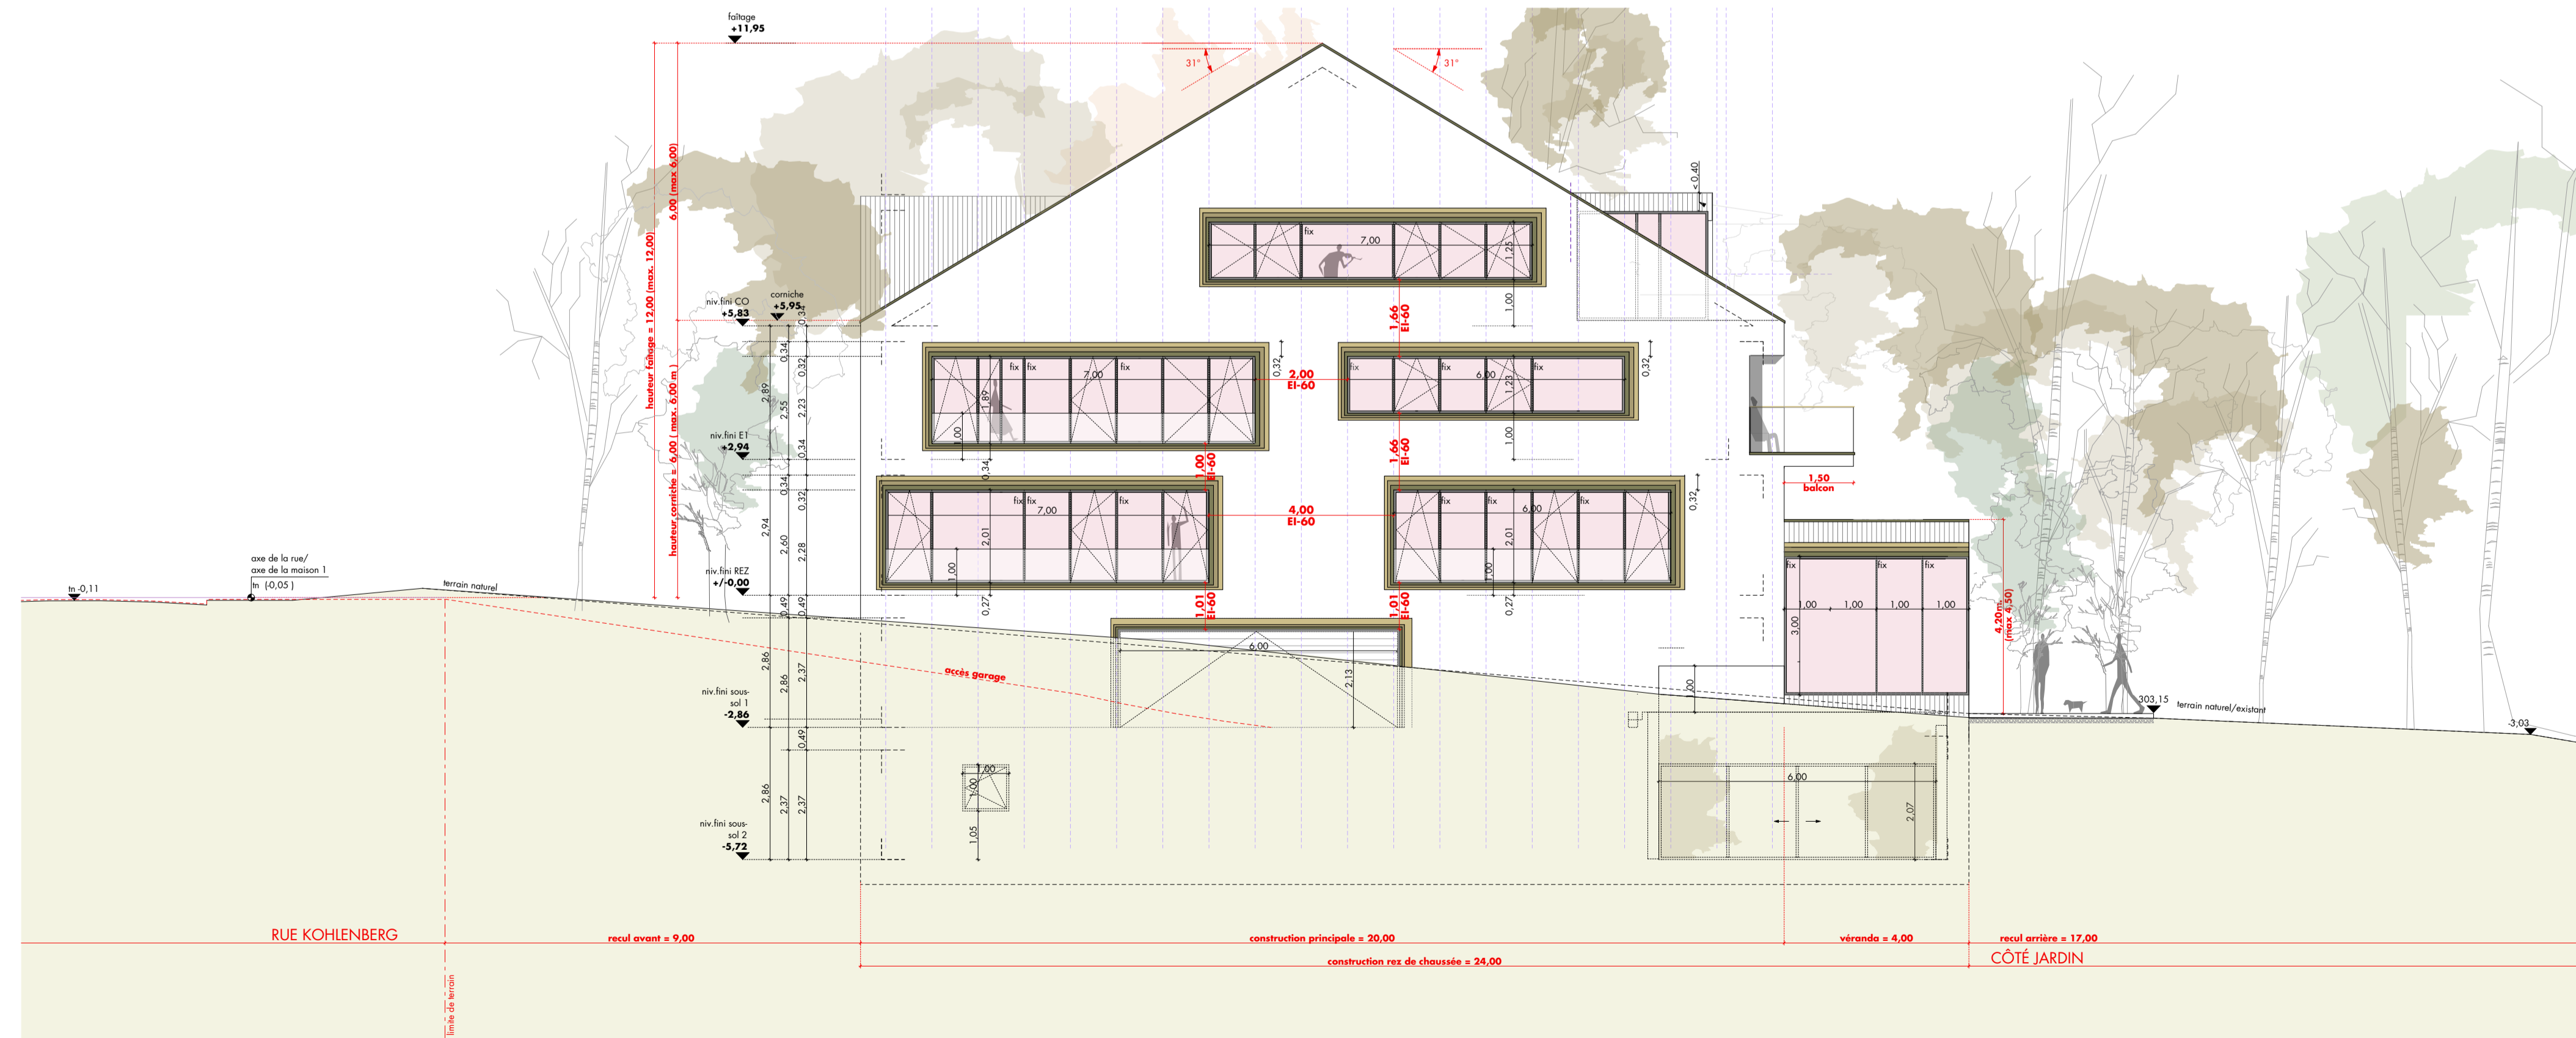 faîtage
+11,95
31°
31°
6,00 (max 6,00)
hauteur faîtage = 12,00 (max. 12,00)
hauteur corniche = 6,00 ( max. 6,00 m )
< 0,40
fix
7,00
1,25
1,00
niv.fini CO
+5,83
corniche
+5,95
0,34
1,66
EI-60
0,34
0,32
2,89
2,55
2,23
fix
fix
fix
7,00
1,89
1,00
0,32
2,00
EI-60
fix
fix
fix
6,00
1,23
1,00
0,32
niv.fini E1
+2,94
0,34
0,34
1,00
EI-60
1,66
EI-60
1,50
balcon
0,34
0,32
2,94
2,60
2,28
fix
fix
fix
7,00
2,01
1,00
4,00
EI-60
fix
fix
fix
6,00
2,01
1,00
0,32
axe de la rue/
axe de la maison 1
tn (-0,05 )
tn -0,11
terrain naturel
niv.fini REZ
+/-0,00
0,49
0,49
0,27
1,01
EI-60
1,01
EI-60
0,27
fix
fix
fix
1,00
1,00
1,00
1,00
3,00
4,20m
(max 4,50)
6,00
2,13
accès garage
2,86
2,86
2,37
1,00
303,15
terrain naturel/existant
-3,03
niv.fini sous-
sol 1
-2,86
0,49
2,86
2,37
2,37
1,00
1,00
1,05
6,00
2,07
niv.fini sous-
sol 2
-5,72
RUE KOHLENBERG
recul avant = 9,00
construction principale = 20,00
véranda = 4,00
recul arrière = 17,00
construction rez de chaussée = 24,00
CÔTÉ JARDIN
limite de terrain